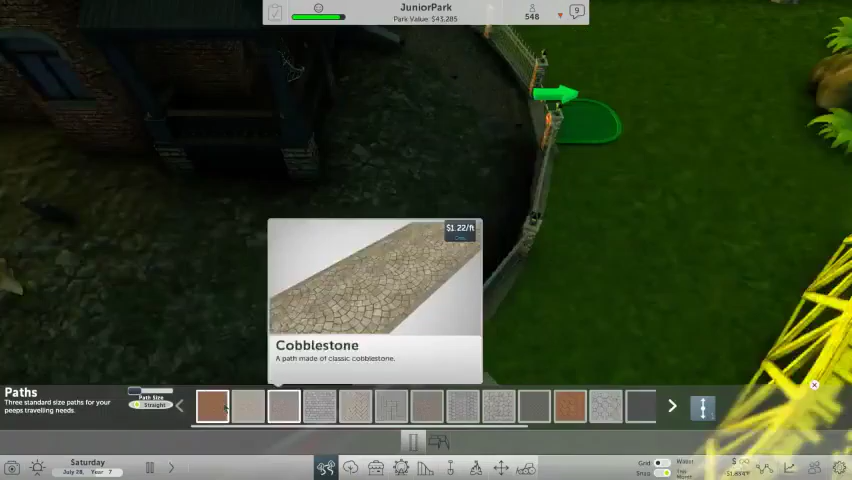 JuniorPark
Park Value: $43,285
548
9
$1.22/ft
Cobblestone
A path made of classic cobblestone.
Paths
Three standard size paths for your
peeps travelling needs.
Path Size
Straight
Saturday
July 28, Year 7
Grid
Water
Snap